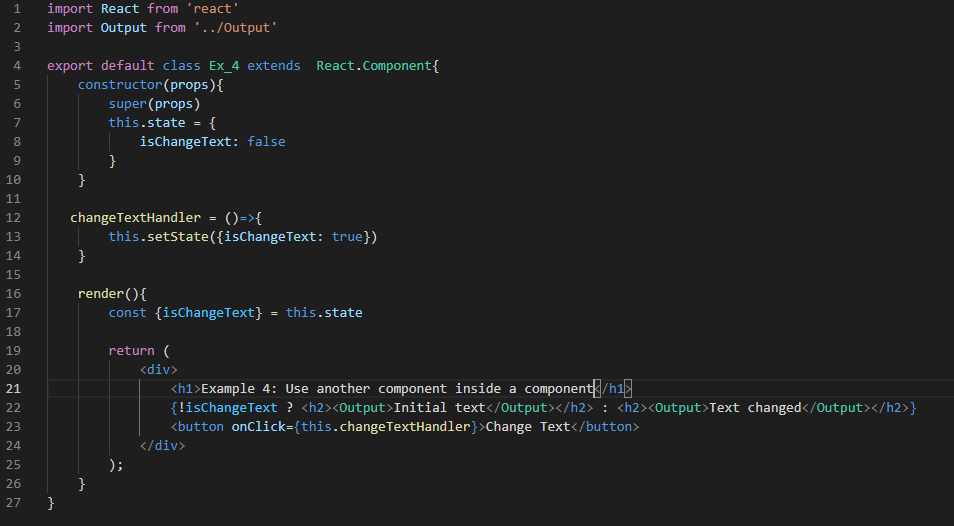 1 import React from 'react'
2 import Output from '../Output'
3
4 export default class Ex_4 extends  React.Component{
5     constructor(props){
6         super(props)
7         this.state = {
8             isChangeText: false
9         }
10     }
11
12    changeTextHandler = ()=>{
13         this.setState({isChangeText: true})
14     }
15
16     render(){
17         const {isChangeText} = this.state
18
19         return (
20             <div>
21                 <h1>Example 4: Use another component inside a component</h1>
22                 {!isChangeText ? <h2><Output>Initial text</Output></h2> : <h2><Output>Text changed</Output></h2>}
23                 <button onClick={this.changeTextHandler}>Change Text</button>
24             </div>
25         );
26     }
27 }